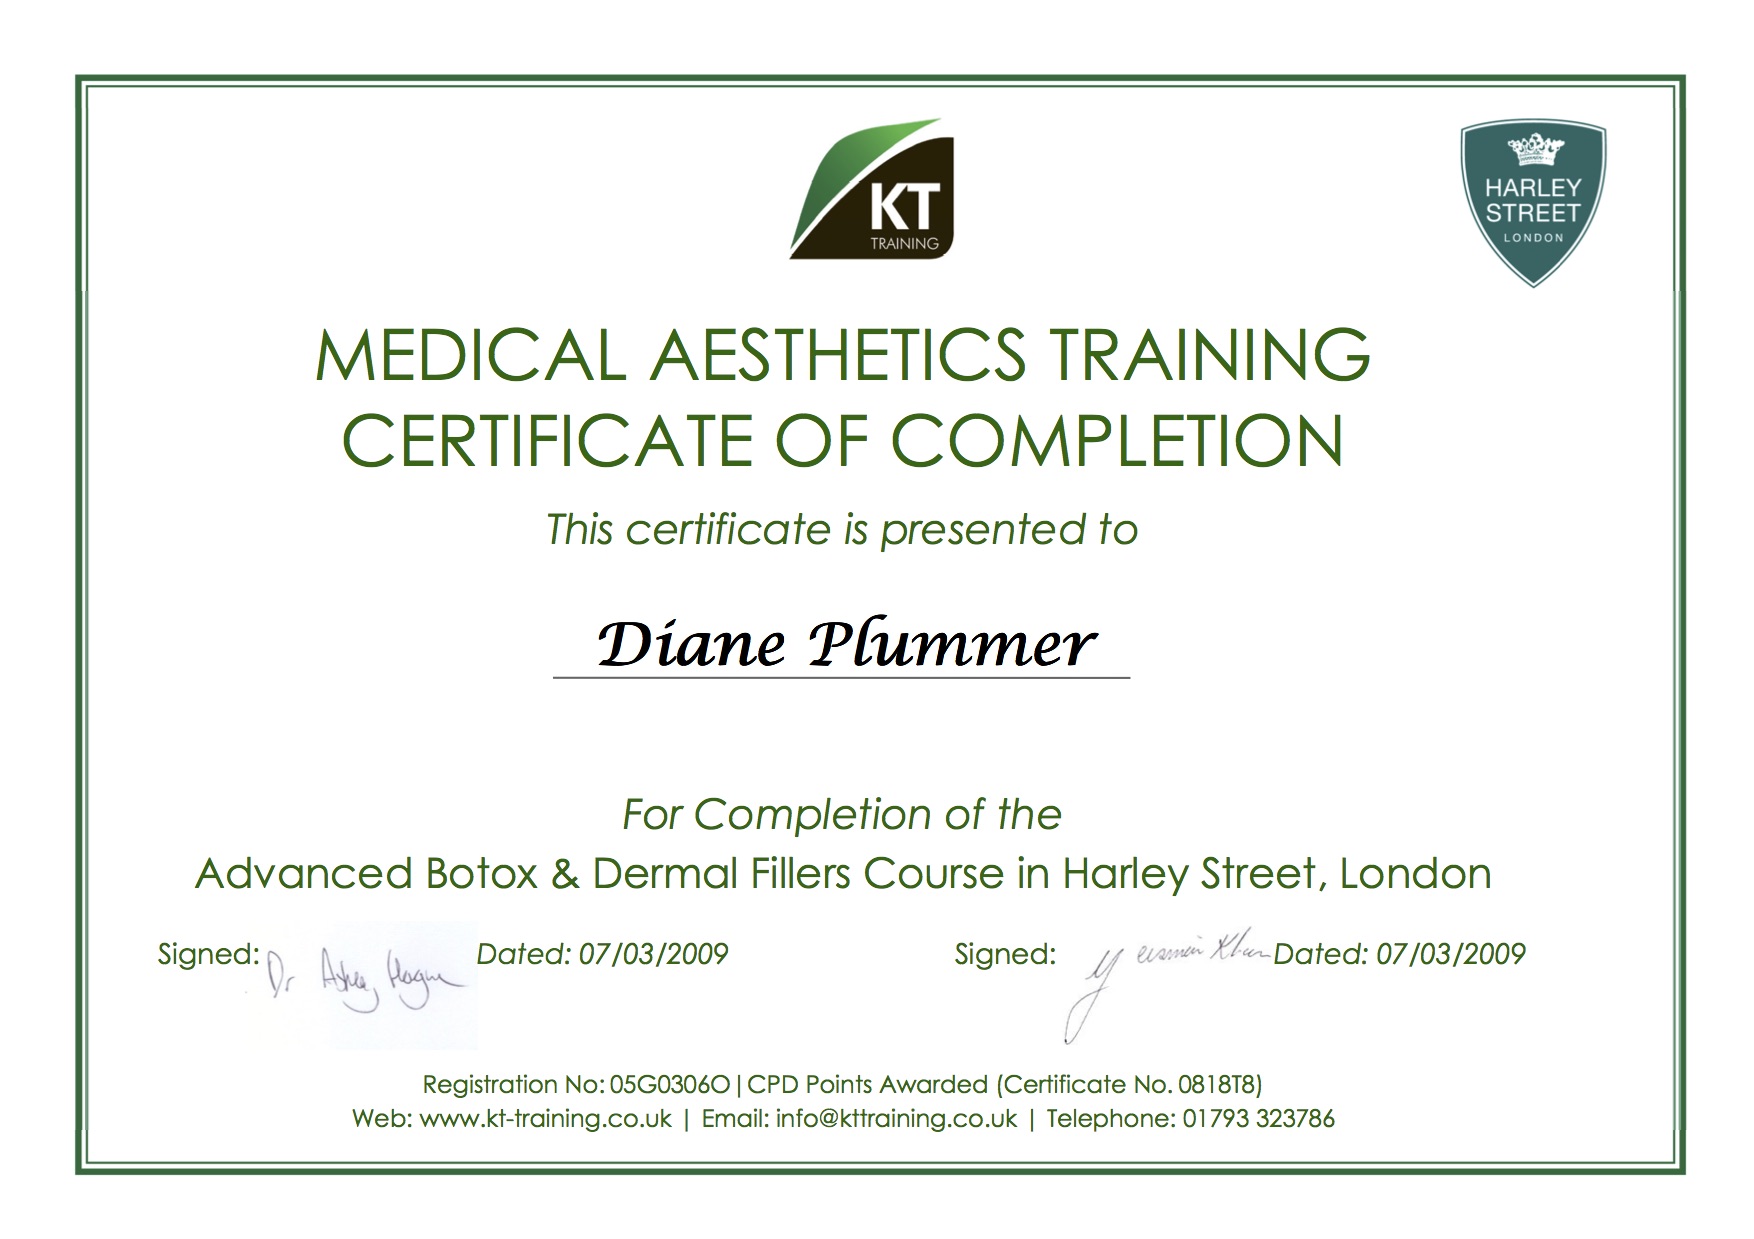 KT
TRAINING
HARLEY
STREET
LONDON
MEDICAL AESTHETICS TRAINING
CERTIFICATE OF COMPLETION
This certificate is presented to
Diane Plummer
For Completion of the
Advanced Botox & Dermal Fillers Course in Harley Street, London
Signed: Dr Dated: 07/03/2009 Signed: Khan Dated: 07/03/2009
Registration No: 05G0306O | CPD Points Awarded (Certificate No. 0818T8)
Web: www.kt-training.co.uk | Email: info@kttraining.co.uk | Telephone: 01793 323786